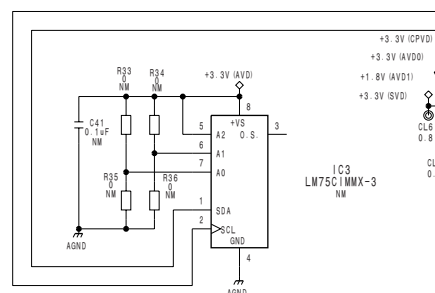 +3.3V(CPVD)
+3.3V(AVD0)
+1.8V(AVD1)
+3.3V(SVD)
CL6
0.8
CL
0.
R33
0
NM
R34
0
NM
+3.3V(AVD)
8
+VS
O.S.
3
C41
0.1uF
NM
5
A2
6
A1
7
A0
R35
0
NM
R36
0
NM
1
SDA
2
SCL
GND
4
IC3
LM75CIMMX-3
NM
AGND
AGND